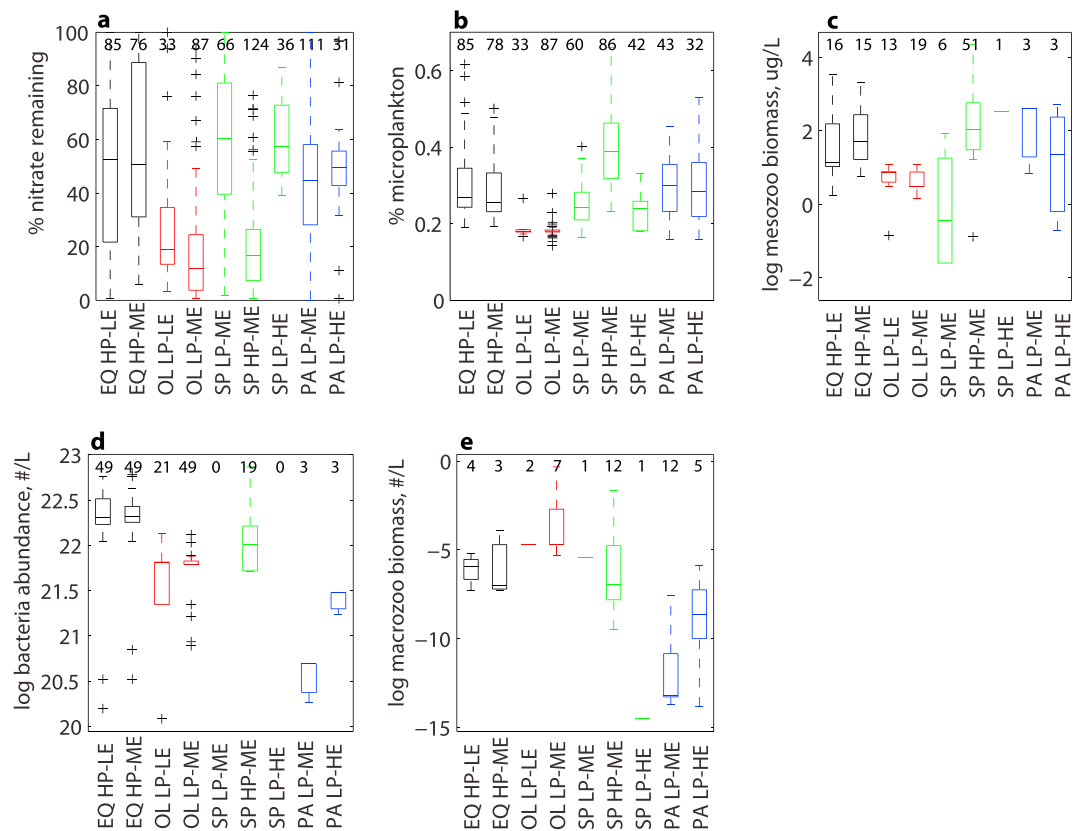 a
% nitrate remaining
100
80
60
40
20
0
85 76 33 87 66 124 36 111 31
EQ HP-LE
EQ HP-ME
OL LP-LE
OL LP-ME
SP LP-ME
SP HP-ME
SP LP-HE
PA LP-ME
PA LP-HE
b
% microplankton
0.6
0.4
0.2
0
85 78 33 87 60 86 42 43 32
EQ HP-LE
EQ HP-ME
OL LP-LE
OL LP-ME
SP LP-ME
SP HP-ME
SP LP-HE
PA LP-ME
PA LP-HE
c
log mesozoo biomass, ug/L
4
2
0
−2
16 15 13 19 6 51 1 3 3
EQ HP-LE
EQ HP-ME
OL LP-LE
OL LP-ME
SP LP-ME
SP HP-ME
SP LP-HE
PA LP-ME
PA LP-HE
d
log bacteria abundance, #/L
23
22.5
22
21.5
21
20.5
20
49 49 21 49 0 19 0 3 3
EQ HP-LE
EQ HP-ME
OL LP-LE
OL LP-ME
SP LP-ME
SP HP-ME
SP LP-HE
PA LP-ME
PA LP-HE
e
log macrozoo biomass, #/L
0
−5
−10
−15
4 3 2 7 1 12 1 12 5
EQ HP-LE
EQ HP-ME
OL LP-LE
OL LP-ME
SP LP-ME
SP HP-ME
SP LP-HE
PA LP-ME
PA LP-HE